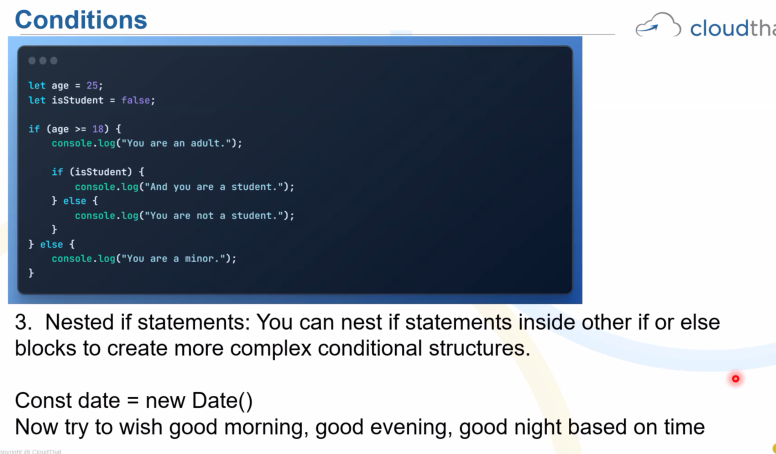 Conditions
cloudtha
let age = 25;
let isStudent = false;
if (age >= 18) {
console.log("You are an adult.");
if (isStudent) {
console.log("And you are a student.");
} else {
console.log("You are not a student.");
}
} else {
console.log("You are a minor.");
}
3. Nested if statements: You can nest if statements inside other if or else
blocks to create more complex conditional structures.
Const date = new Date()
Now try to wish good morning, good evening, good night based on time
opyright @ CloudThat